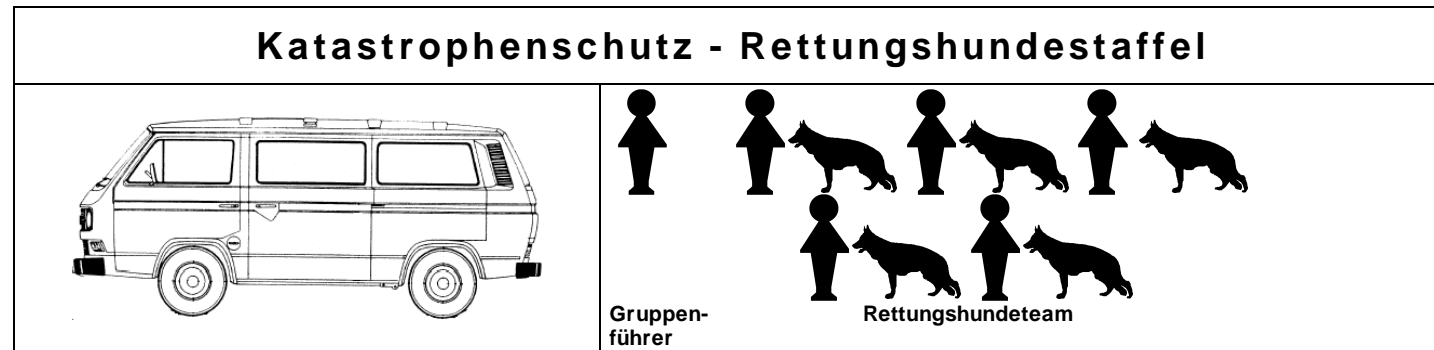 Katastrophenschutz - Rettungshundestaffel
Gruppen-
führer
Rettungshundeteam